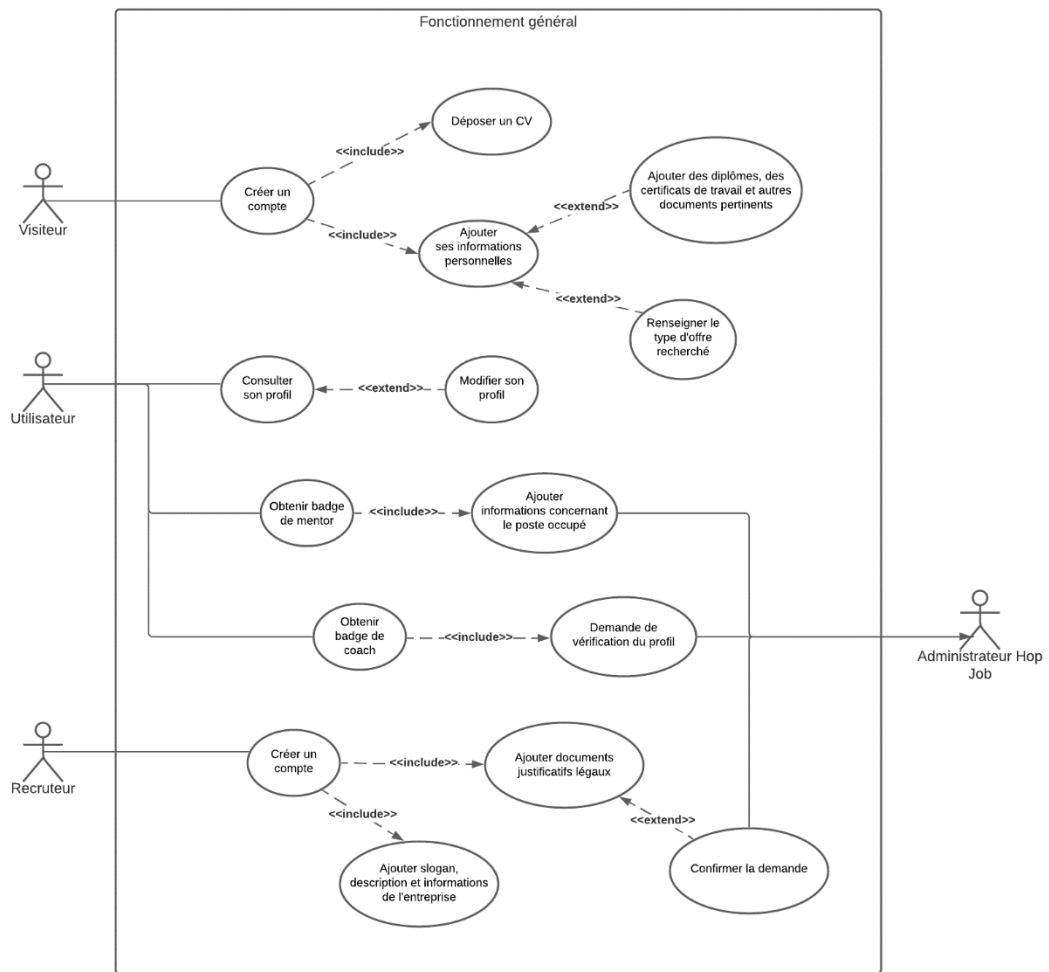 Fonctionnement général
Déposer un CV
<<include>>
Créer un
compte
Visiteur
<<include>>
Ajouter
ses informations
personnelles
Ajouter des diplômes, des
certificats de travail et autres
documents pertinents
<<extend>>
<<extend>>
Renseigner le
type d'offre
recherché
Utilisateur
Consulter
son profil
<<extend>>
Modifier son
profil
Obtenir badge
de mentor
<<include>>
Ajouter
informations concernant
le poste occupé
Obtenir
badge de
coach
<<include>>
Demande de
vérification du profil
Administrateur Hop
Job
Recruteur
Créer un
compte
<<include>>
Ajouter documents
justificatifs légaux
<<include>>
<<extend>>
Ajouter slogan,
description et informations
de l'entreprise
Confirmer la demande